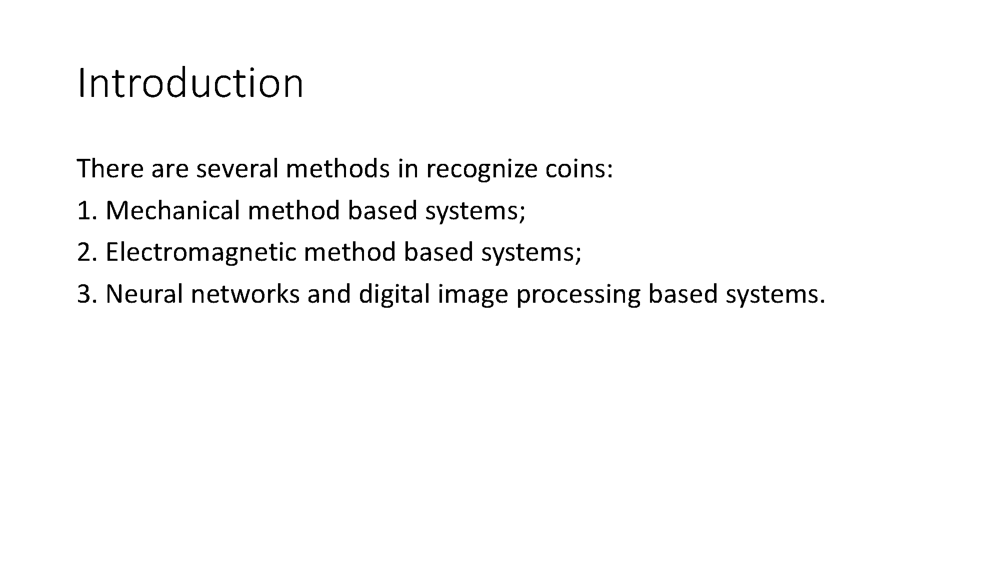 Introduction
There are several methods in recognize coins:
1. Mechanical method based systems;
2. Electromagnetic method based systems;
3. Neural networks and digital image processing based systems.